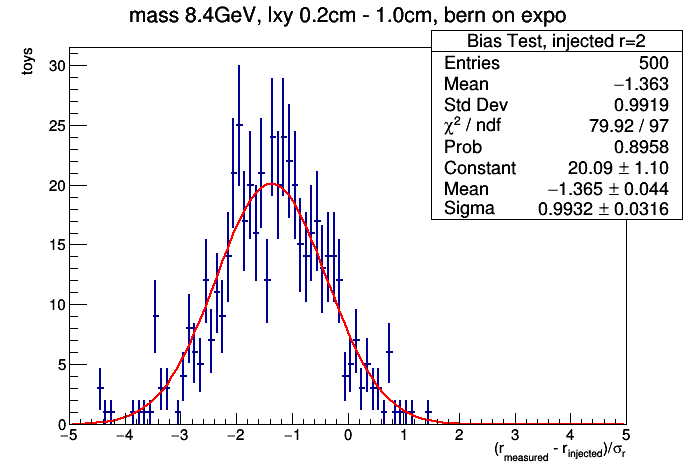 mass 8.4GeV, lxy 0.2cm - 1.0cm, bern on expo
Bias Test, injected r=2
Entries 500
Mean −1.363
Std Dev 0.9919
χ² / ndf 79.92 / 97
Prob 0.8958
Constant 20.09 ± 1.10
Mean −1.365 ± 0.044
Sigma 0.9932 ± 0.0316
toys
30
25
20
15
10
5
0
−5 −4 −3 −2 −1 0 1 2 3 4 5
(r_measured - r_injected)/σ_r